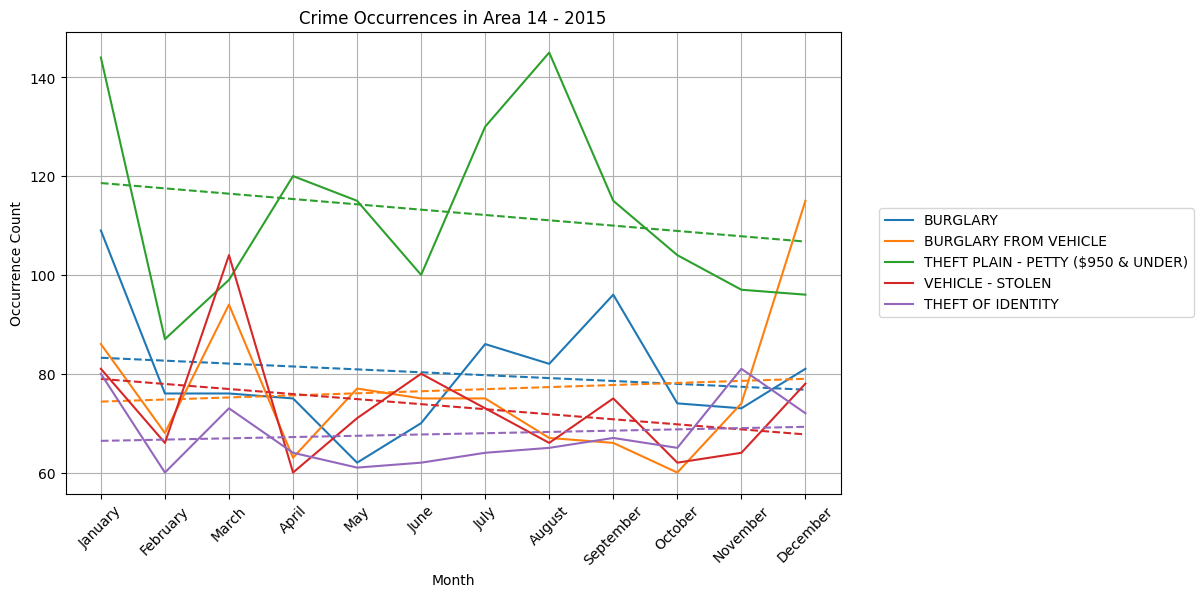 Crime Occurrences in Area 14 - 2015
Occurrence Count
140
120
100
80
60
January
February
March
April
May
June
July
August
September
October
November
December
Month
BURGLARY
BURGLARY FROM VEHICLE
THEFT PLAIN - PETTY ($950 & UNDER)
VEHICLE - STOLEN
THEFT OF IDENTITY